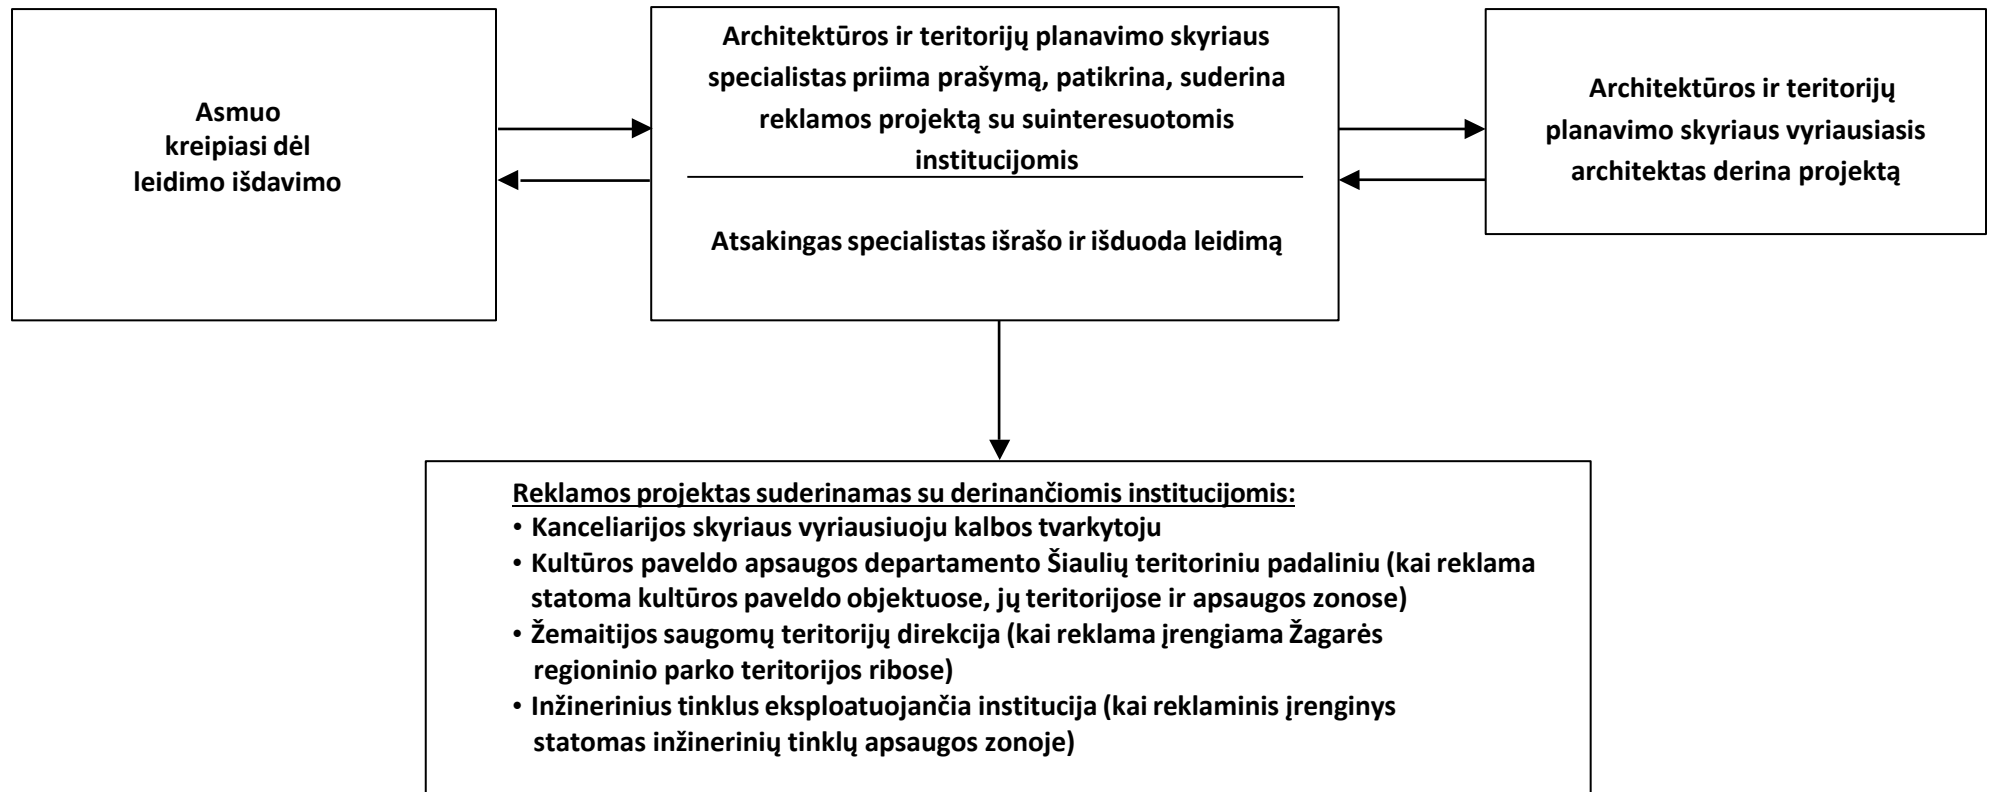 Asmuo
kreipiasi dėl
leidimo išdavimo
Architektūros ir teritorijų planavimo skyriaus
specialistas priima prašymą, patikrina, suderina
reklamos projektą su suinteresuotomis
institucijomis
Atsakingas specialistas išrašo ir išduoda leidimą
Architektūros ir teritorijų
planavimo skyriaus vyriausiasis
architektas derina projektą
Reklamos projektas suderinamas su derinančiomis institucijomis:
• Kanceliarijos skyriaus vyriausiuoju kalbos tvarkytoju
• Kultūros paveldo apsaugos departamento Šiaulių teritoriniu padaliniu (kai reklama
statoma kultūros paveldo objektuose, jų teritorijose ir apsaugos zonose)
• Žemaitijos saugomų teritorijų direkcija (kai reklama įrengiama Žagarės
regioninio parko teritorijos ribose)
• Inžinerinius tinklus eksploatuojančia institucija (kai reklaminis įrenginys
statomas inžinerinių tinklų apsaugos zonoje)